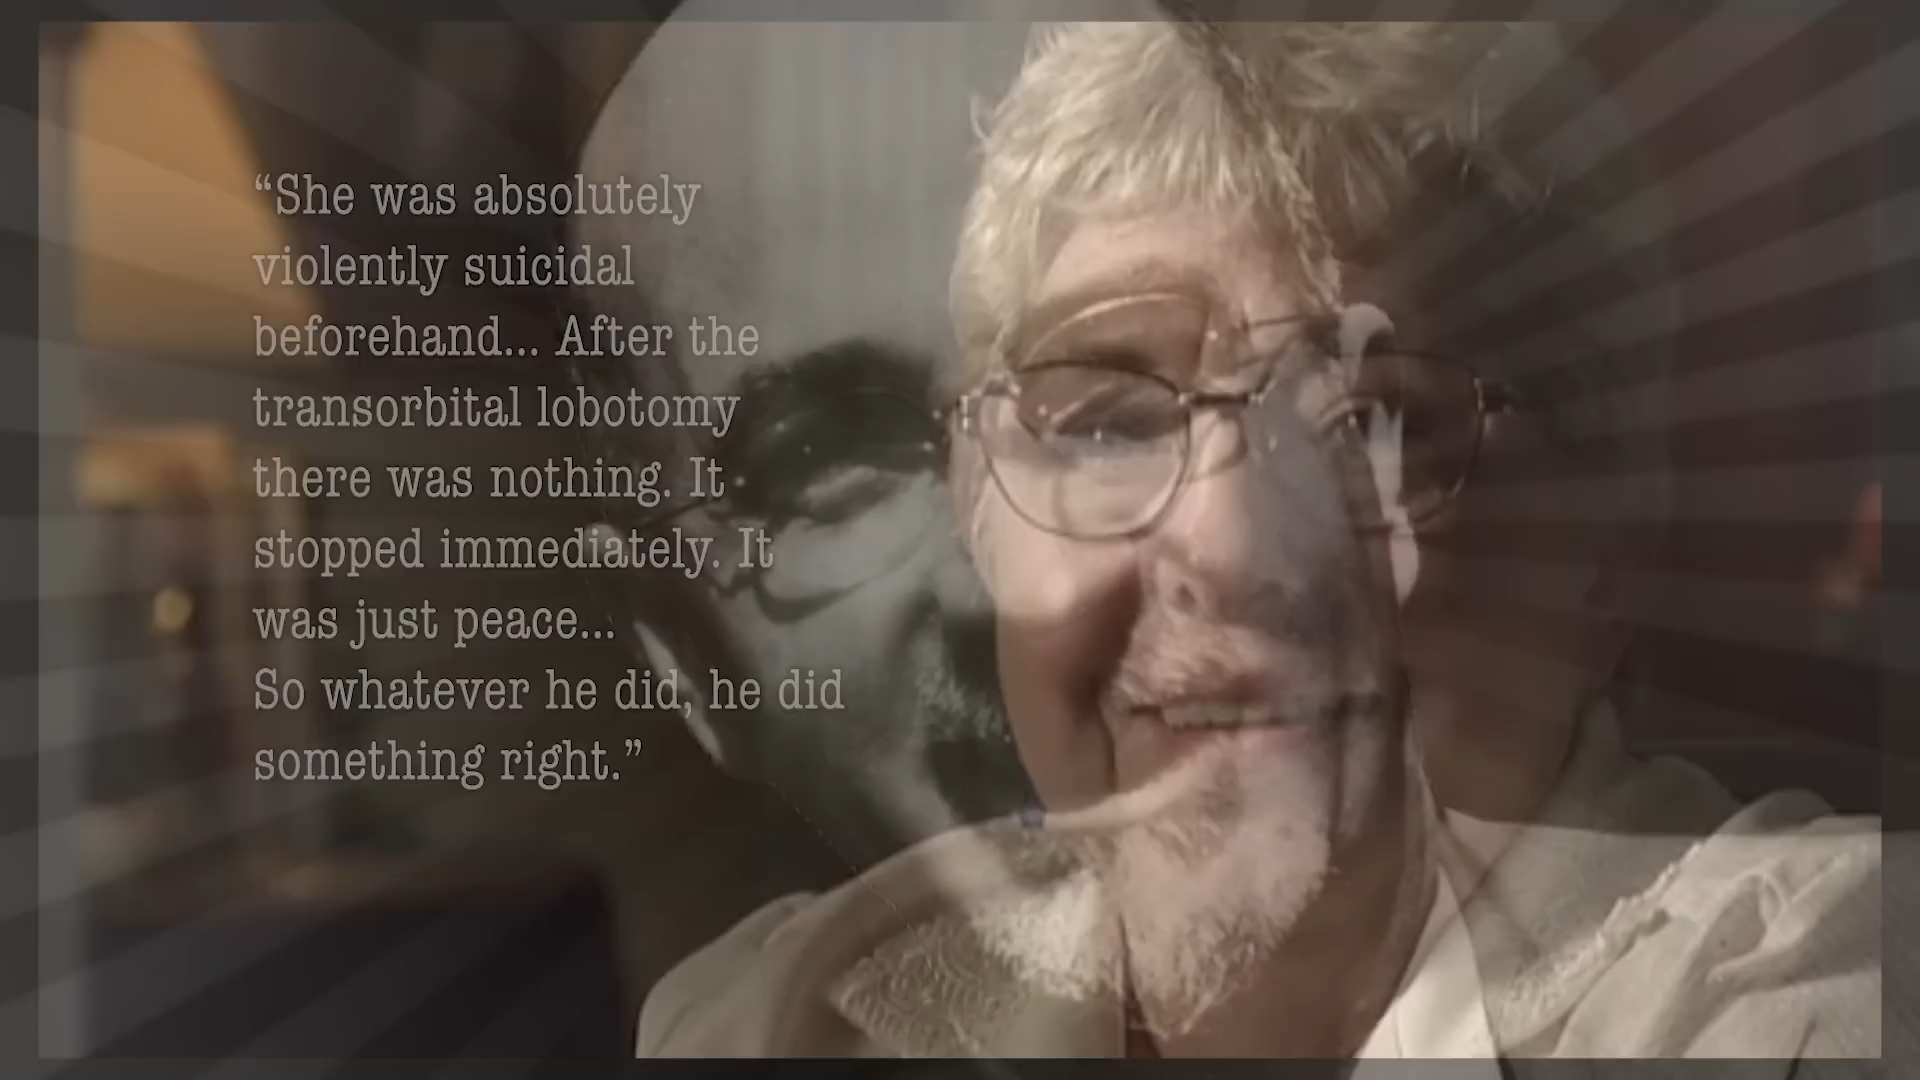 “She was absolutely
violently suicidal
beforehand... After the
transorbital lobotomy
there was nothing. It
stopped immediately. It
was just peace...
So whatever he did, he did
something right.”